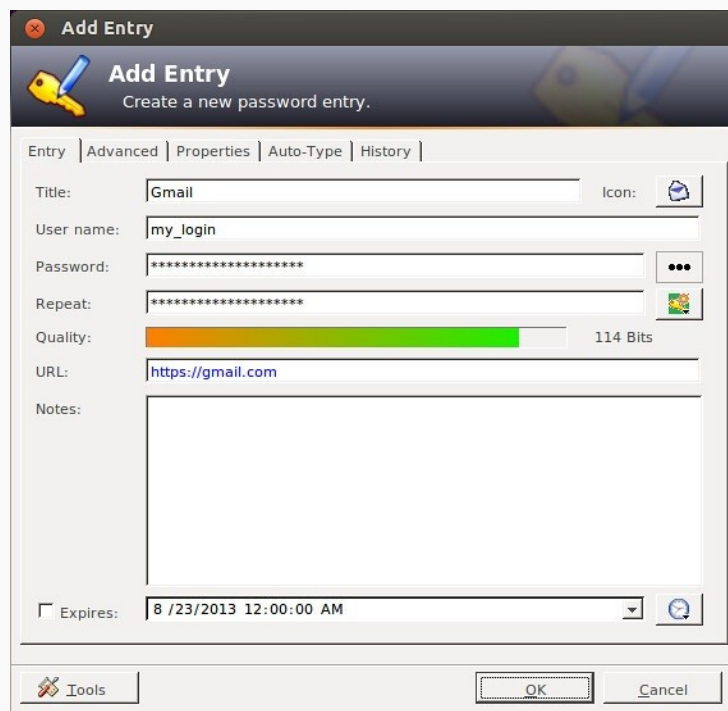 Add Entry
Add Entry
Create a new password entry.
Entry Advanced Properties Auto-Type History
Title: Gmail Icon:
User name: my_login
Password: ********************
Repeat: ********************
Quality: 114 Bits
URL: https://gmail.com
Notes:
Expires: 8 /23/2013 12:00:00 AM
Tools OK Cancel